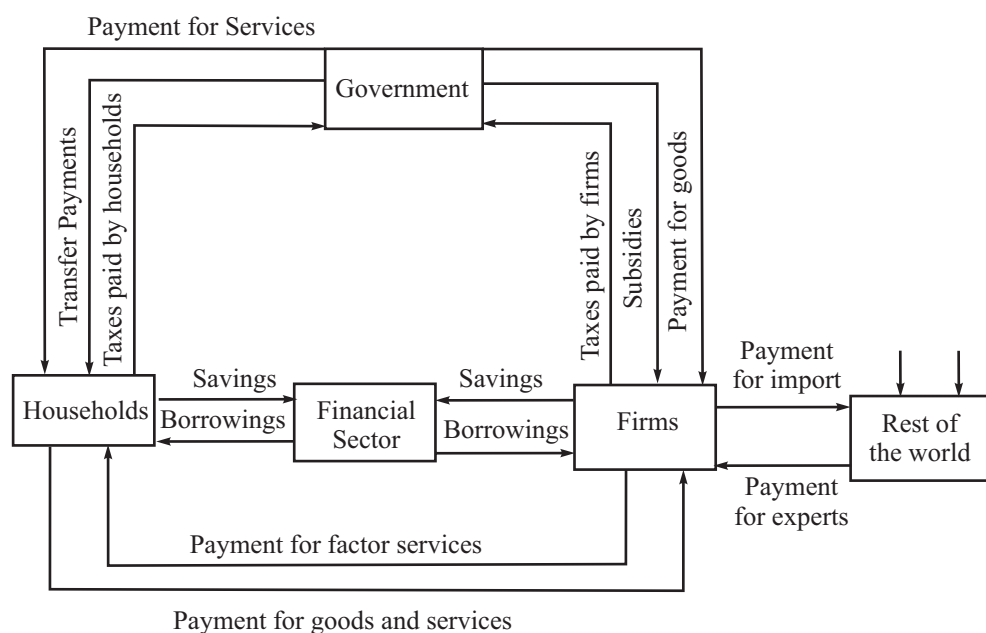 Payment for Services
Government
Transfer Payments
Taxes paid by households
Taxes paid by firms
Subsidies
Payment for goods
Payment
for import
Households
Savings
Borrowings
Financial
Sector
Savings
Borrowings
Firms
Rest of
the world
Payment
for experts
Payment for factor services
Payment for goods and services